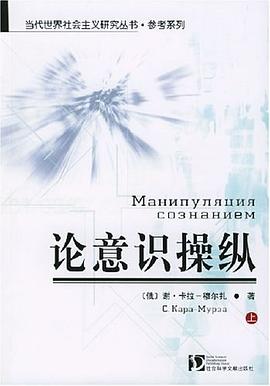 当代世界社会主义研究丛书·参考系列
Манипуляция
сознанием
论意识操纵
〔俄〕谢·卡拉-穆尔扎 著
С. Кара-Мурза
上
社会科学文献出版社